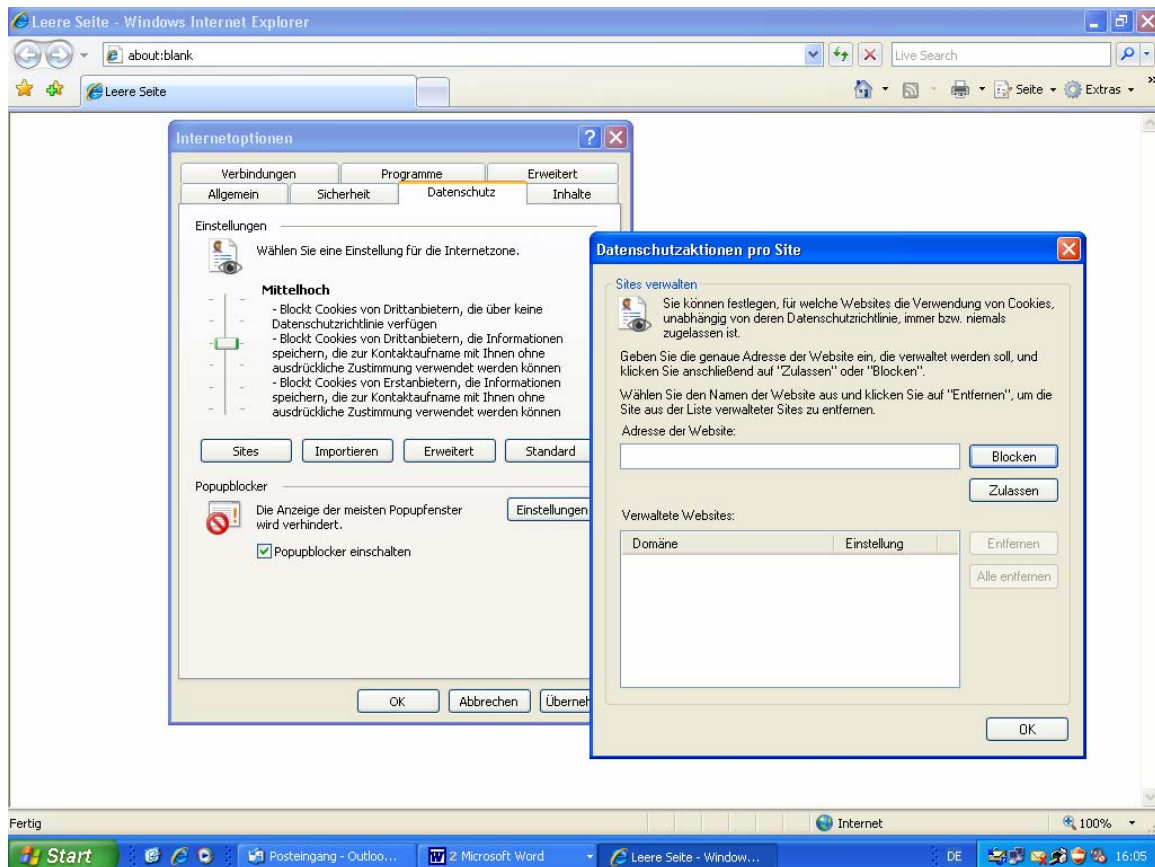 Leere Seite - Windows Internet Explorer
about:blank
Live Search
Leere Seite
Seite
Extras
»
Internetoptionen
Verbindungen Programme Erweitert
Allgemein Sicherheit Datenschutz Inhalte
Einstellungen
Wählen Sie eine Einstellung für die Internetzone.
Mittelhoch
- Blockt Cookies von Drittanbietern, die über keine
Datenschutzrichtlinie verfügen
- Blockt Cookies von Drittanbietern, die Informationen
speichern, die zur Kontaktaufname mit Ihnen ohne
ausdrückliche Zustimmung verwendet werden können
- Blockt Cookies von Erstanbietern, die Informationen
speichern, die zur Kontaktaufname mit Ihnen ohne
ausdrückliche Zustimmung verwendet werden können
Sites Importieren Erweitert Standard
Popupblocker
Die Anzeige der meisten Popupfenster
wird verhindert.
Einstellungen
Popupblocker einschalten
OK Abbrechen Überneh
Datenschutzaktionen pro Site
Sites verwalten
Sie können festlegen, für welche Websites die Verwendung von Cookies,
unabhängig von deren Datenschutzrichtlinie, immer bzw. niemals
zugelassen ist.
Geben Sie die genaue Adresse der Website ein, die verwaltet werden soll, und
klicken Sie anschließend auf "Zulassen" oder "Blocken".
Wählen Sie den Namen der Website aus und klicken Sie auf "Entfernen", um die
Site aus der Liste verwalteter Sites zu entfernen.
Adresse der Website:
Blocken
Zulassen
Verwaltete Websites:
Domäne Einstellung
Entfernen
Alle entfernen
OK
Fertig
Internet
100%
Start
Posteingang - Outloo...
2 Microsoft Word
Leere Seite - Window...
DE
16:05